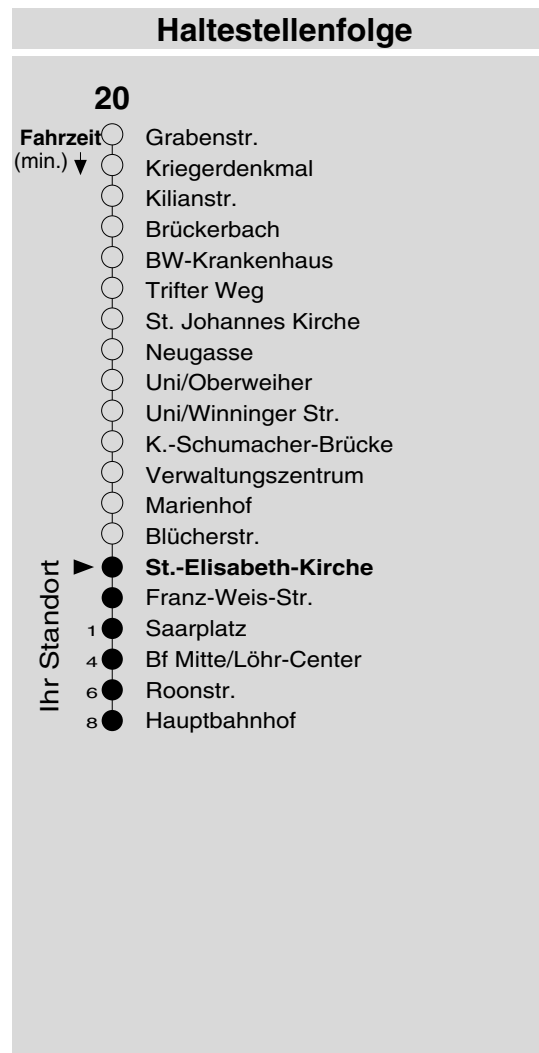 Haltestellenfolge
20
Fahrzeit
(min.)
Grabenstr.
Kriegerdenkmal
Kilianstr.
Brückerbach
BW-Krankenhaus
Trifter Weg
St. Johannes Kirche
Neugasse
Uni/Oberweiher
Uni/Winninger Str.
K.-Schumacher-Brücke
Verwaltungszentrum
Marienhof
Blücherstr.
Ihr Standort
St.-Elisabeth-Kirche
Franz-Weis-Str.
1 Saarplatz
4 Bf Mitte/Löhr-Center
6 Roonstr.
8 Hauptbahnhof